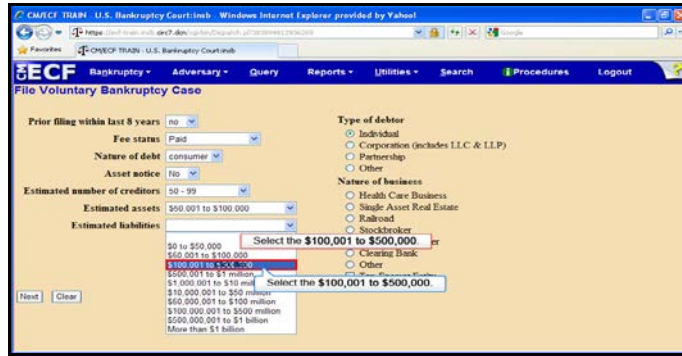 CM/ECF TRAIN - U.S. Bankruptcy Court:insb - Windows Internet Explorer provided by Yahoo!
Google
Favorites
CM/ECF TRAIN - U.S. Bankruptcy Court:insb
ECF Bankruptcy Adversary Query Reports Utilities Search Procedures Logout
File Voluntary Bankruptcy Case
Prior filing within last 8 years no
Fee status Paid
Nature of debt consumer
Asset notice No
Estimated number of creditors 50 - 99
Estimated assets $50,001 to $100,000
Estimated liabilities
$0 to $50,000
$50,001 to $100,000
$100,001 to $500,000
$500,001 to $1 million
$1,000,001 to $10 mill
$10,000,001 to $50 million
$50,000,001 to $100 million
$100,000,001 to $500 million
$500,000,001 to $1 billion
More than $1 billion
Next Clear
Type of debtor
Individual
Corporation (includes LLC & LLP)
Partnership
Other
Nature of business
Health Care Business
Single Asset Real Estate
Railroad
Stockbroker
er
Clearing Bank
Other
Select the $100,001 to $500,000.
Select the $100,001 to $500,000.